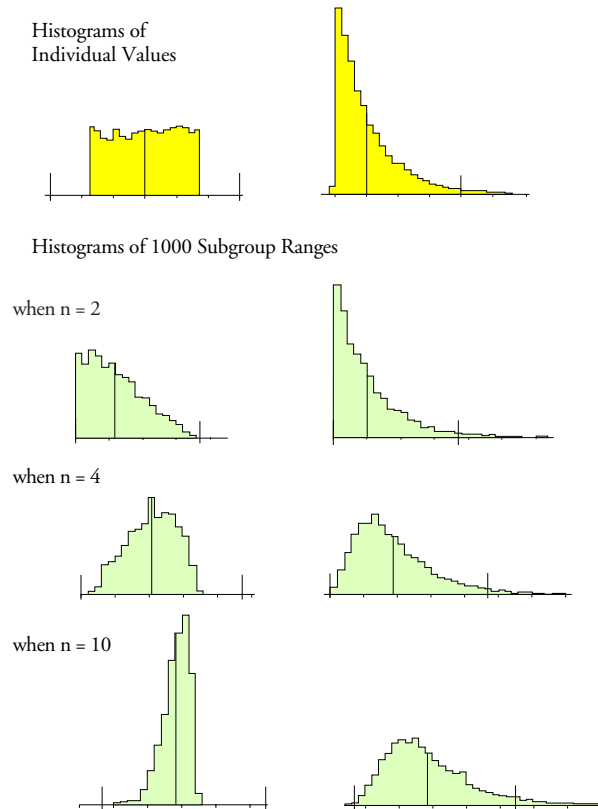 Histograms of
Individual Values
Histograms of 1000 Subgroup Ranges
when n = 2
when n = 4
when n = 10